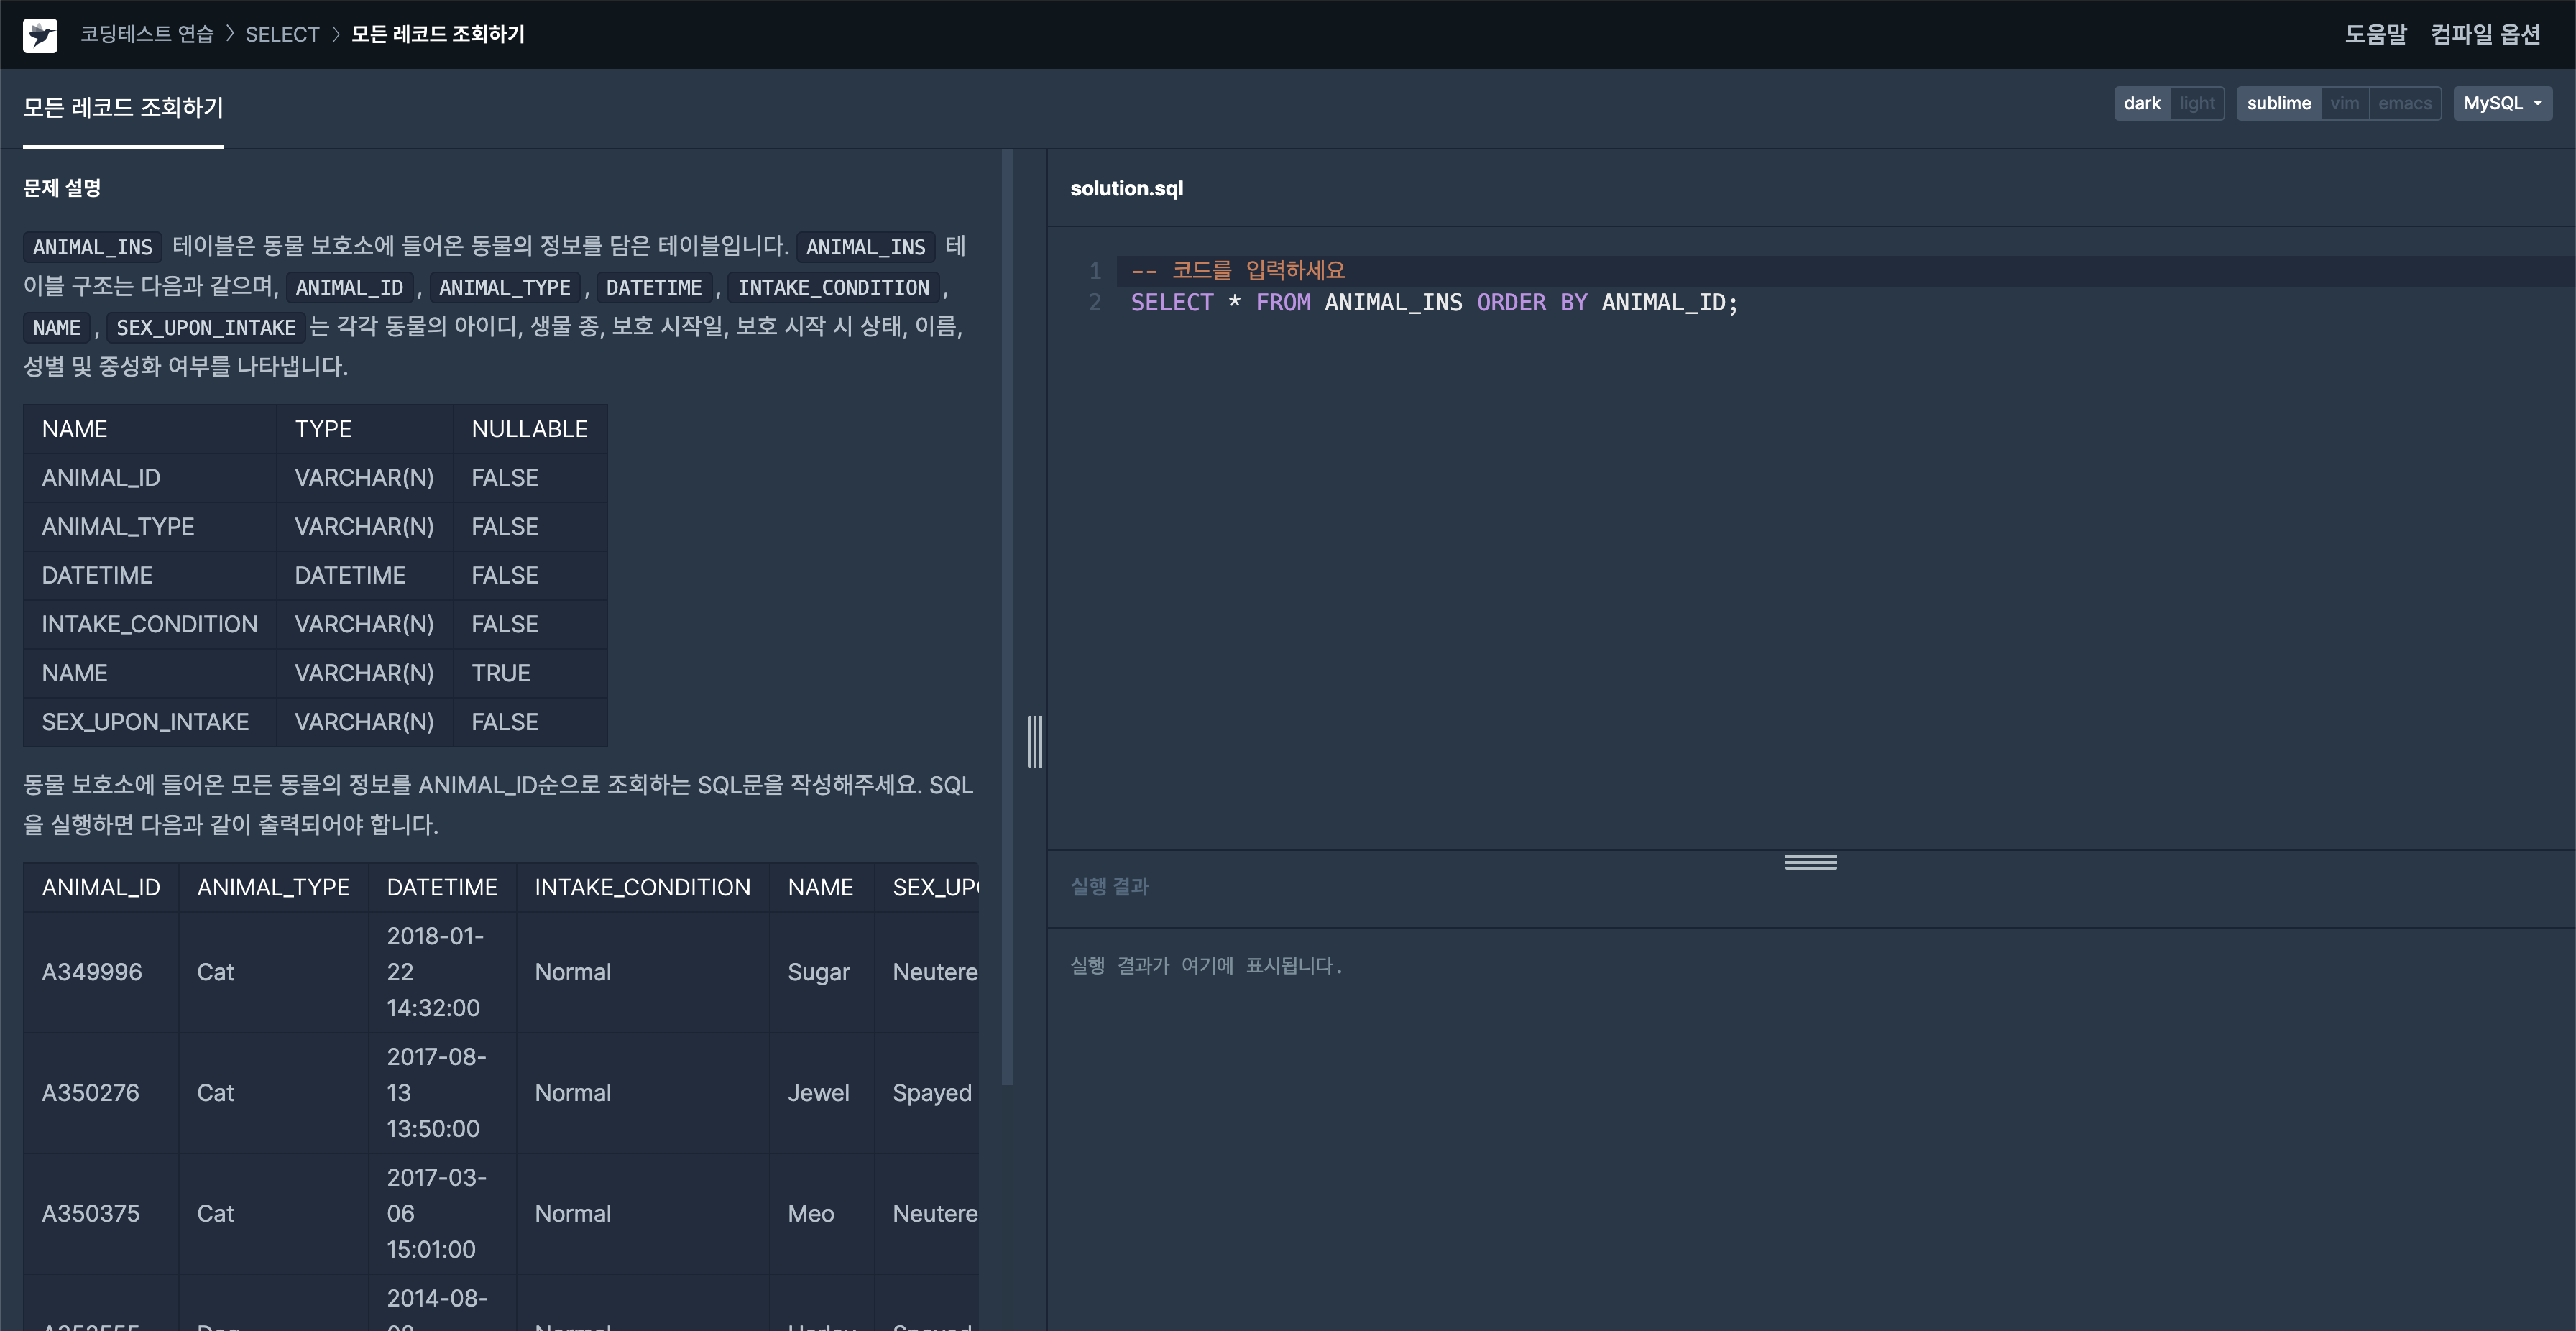 코딩테스트 연습 > SELECT > 모든 레코드 조회하기
도움말 컴파일 옵션
모든 레코드 조회하기
dark light sublime vim emacs MySQL
문제 설명
ANIMAL_INS 테이블은 동물 보호소에 들어온 동물의 정보를 담은 테이블입니다. ANIMAL_INS 테
이블 구조는 다음과 같으며, ANIMAL_ID, ANIMAL_TYPE, DATETIME, INTAKE_CONDITION,
NAME, SEX_UPON_INTAKE는 각각 동물의 아이디, 생물 종, 보호 시작일, 보호 시작 시 상태, 이름,
성별 및 중성화 여부를 나타냅니다.
NAME TYPE NULLABLE
ANIMAL_ID VARCHAR(N) FALSE
ANIMAL_TYPE VARCHAR(N) FALSE
DATETIME DATETIME FALSE
INTAKE_CONDITION VARCHAR(N) FALSE
NAME VARCHAR(N) TRUE
SEX_UPON_INTAKE VARCHAR(N) FALSE
동물 보호소에 들어온 모든 동물의 정보를 ANIMAL_ID순으로 조회하는 SQL문을 작성해주세요. SQL
을 실행하면 다음과 같이 출력되어야 합니다.
ANIMAL_ID ANIMAL_TYPE DATETIME INTAKE_CONDITION NAME SEX_UP
A349996 Cat 2018-01-22 14:32:00 Normal Sugar Neutere
A350276 Cat 2017-08-13 13:50:00 Normal Jewel Spayed
A350375 Cat 2017-03-06 15:01:00 Normal Meo Neutere
2014-08-
solution.sql
1 -- 코드를 입력하세요
2 SELECT * FROM ANIMAL_INS ORDER BY ANIMAL_ID;
실행 결과
실행 결과가 여기에 표시됩니다.